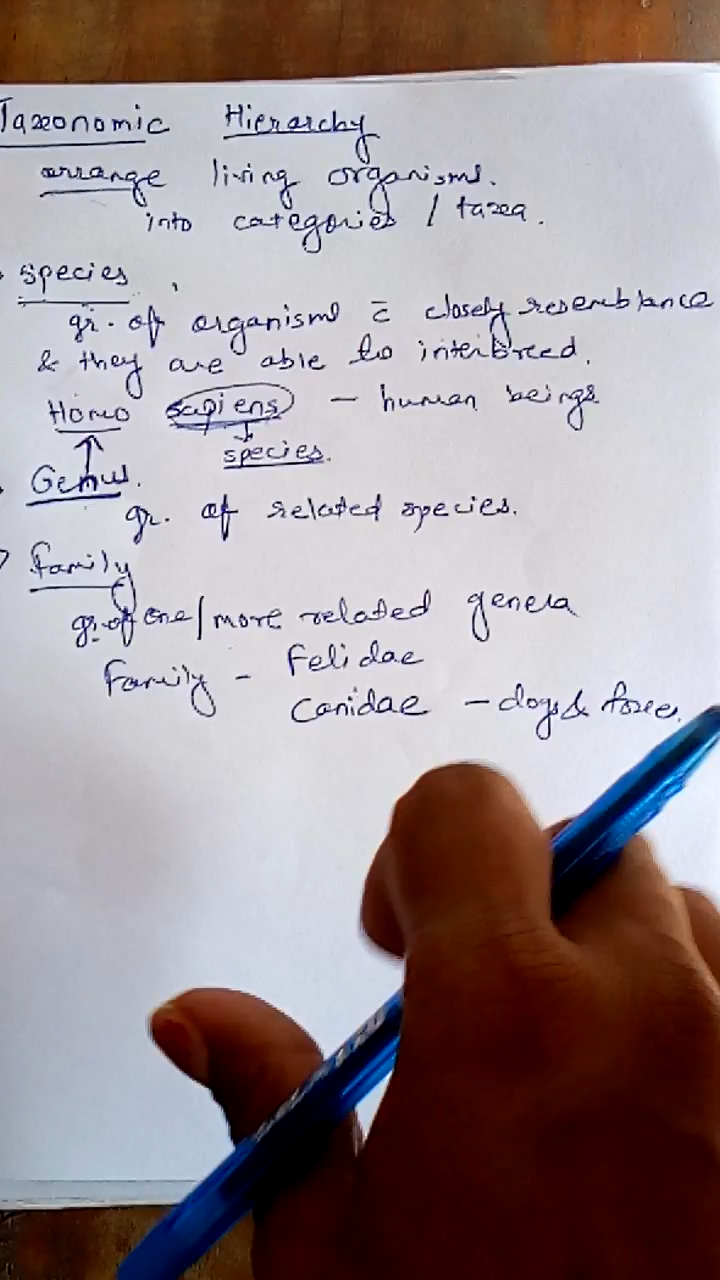 Taxonomic Hierarchy
arrange living organisms.
into categories / taxa.
Species,
gr. of organisms c̄ closely resemblance
& they are able to interbreed.
Homo sapiens - human beings
species.
Genus.
gr. of related species.
Family
gr. of one/more related genera
Family - Felidae
Canidae - dogs & foxes.